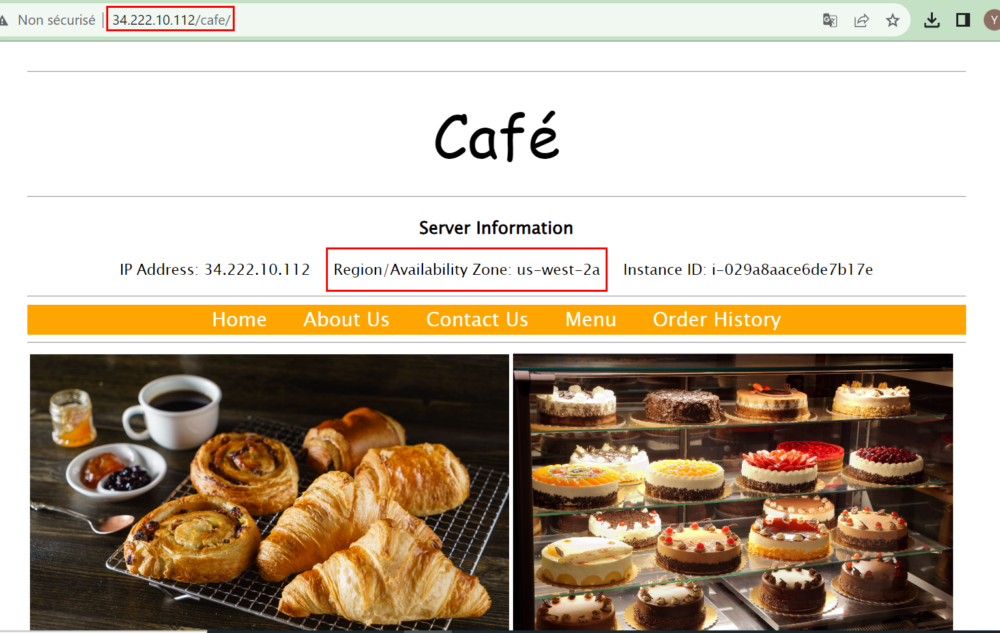 Non sécurisé | 34.222.10.112/cafe/
Y
Café
Server Information
IP Address: 34.222.10.112 Region/Availability Zone: us-west-2a Instance ID: i-029a8aace6de7b17e
Home About Us Contact Us Menu Order History